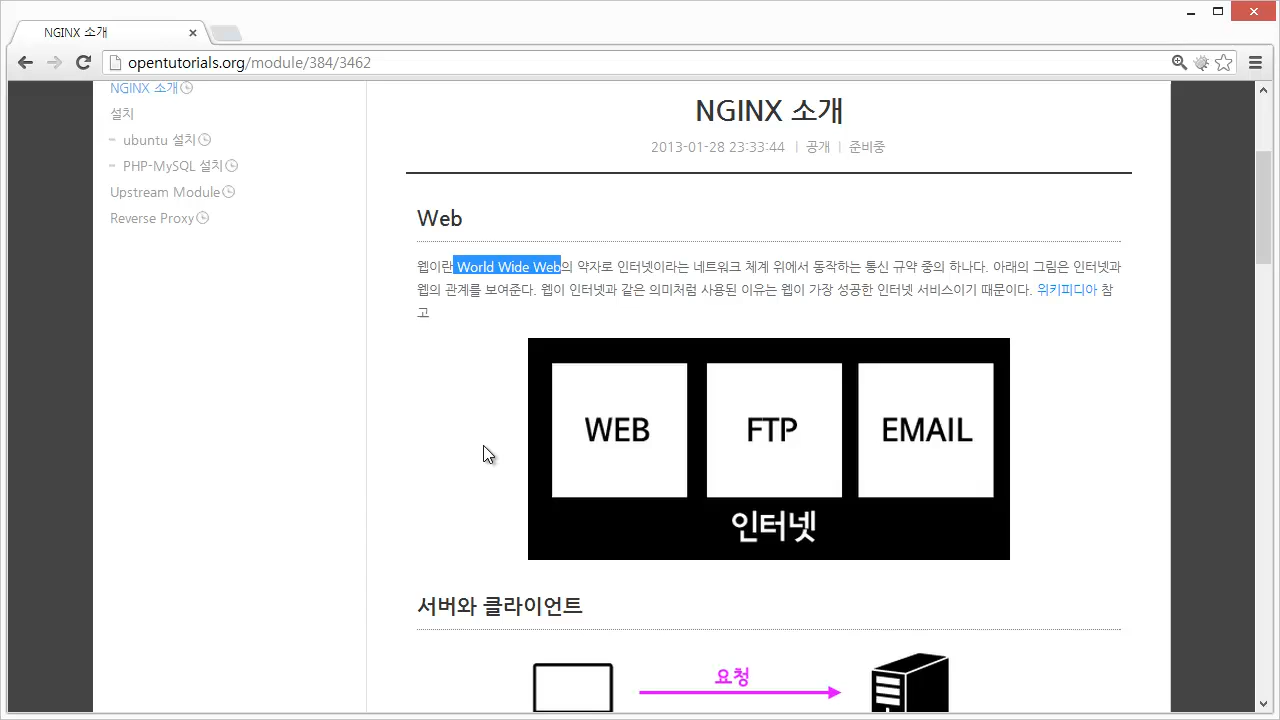 NGINX 소개
opentutorials.org/module/384/3462
NGINX 소개
설치
ubuntu 설치
PHP-MySQL 설치
Upstream Module
Reverse Proxy
NGINX 소개
2013-01-28 23:33:44 | 공개 | 준비중
Web
웹이란 World Wide Web의 약자로 인터넷이라는 네트워크 체계 위에서 동작하는 통신 규약 중의 하나다. 아래의 그림은 인터넷과
웹의 관계를 보여준다. 웹이 인터넷과 같은 의미처럼 사용된 이유는 웹이 가장 성공한 인터넷 서비스이기 때문이다. 위키피디아 참
고
WEB FTP EMAIL
인터넷
서버와 클라이언트
요청